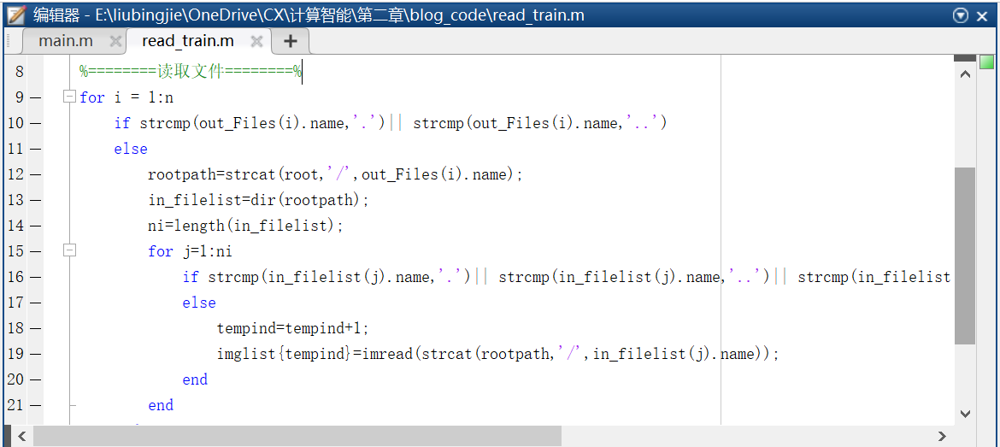 编辑器 - E:\liubingjie\OneDrive\CX\计算智能\第二章\blog_code\read_train.m
main.m read_train.m
8 %========读取文件========%
9 for i = 1:n
10 if strcmp(out_Files(i).name,'.')|| strcmp(out_Files(i).name,'..')
11 else
12 rootpath=strcat(root,'/',out_Files(i).name);
13 in_filelist=dir(rootpath);
14 ni=length(in_filelist);
15 for j=1:ni
16 if strcmp(in_filelist(j).name,'.')|| strcmp(in_filelist(j).name,'..')|| strcmp(in_filelist
17 else
18 tempind=tempind+1;
19 imglist{tempind}=imread(strcat(rootpath,'/',in_filelist(j).name));
20 end
21 end